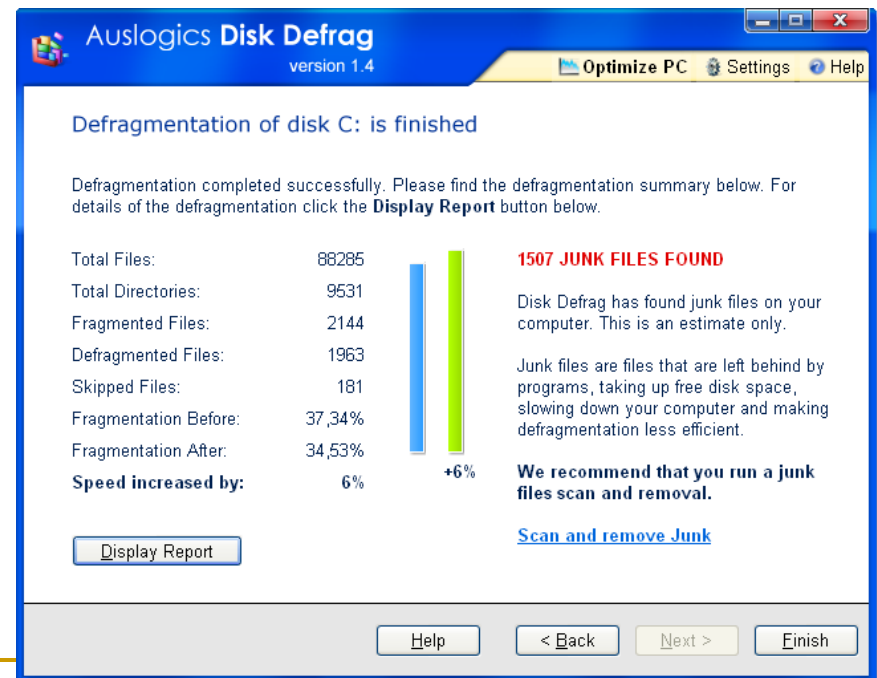 Auslogics Disk Defrag
version 1.4
Optimize PC Settings Help
Defragmentation of disk C: is finished
Defragmentation completed successfully. Please find the defragmentation summary below. For
details of the defragmentation click the Display Report button below.
Total Files: 88285
Total Directories: 9531
Fragmented Files: 2144
Defragmented Files: 1963
Skipped Files: 181
Fragmentation Before: 37,34%
Fragmentation After: 34,53%
Speed increased by: 6%
+6%
1507 JUNK FILES FOUND
Disk Defrag has found junk files on your
computer. This is an estimate only.
Junk files are files that are left behind by
programs, taking up free disk space,
slowing down your computer and making
defragmentation less efficient.
We recommend that you run a junk
files scan and removal.
Scan and remove Junk
Display Report
Help < Back Next > Finish